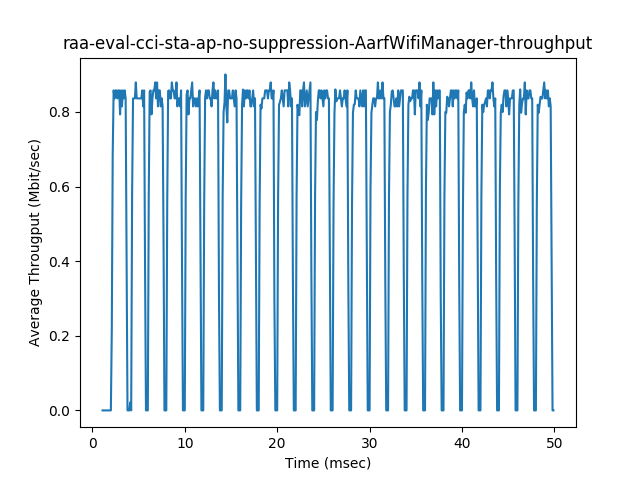 raa-eval-cci-sta-ap-no-suppression-AarfWifiManager-throughput
Average Througput (Mbit/sec)
0.8
0.6
0.4
0.2
0.0
0 10 20 30 40 50
Time (msec)